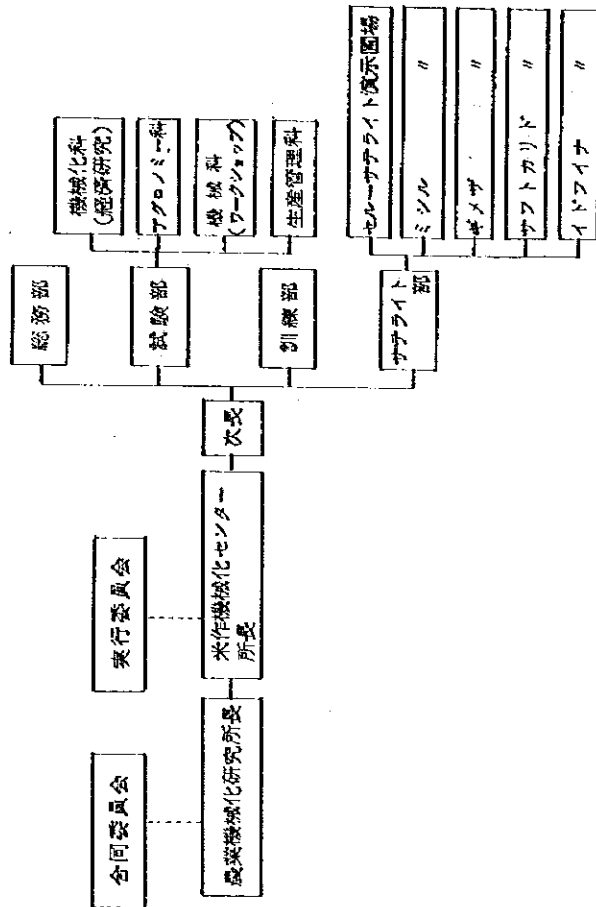 合同委員会
農業機械化研究所長
実行委員会
米作機械化センター
所長
次長
総務部
試験部
訓練部
サテライト
部
機械化科
(経済研究)
アグロノミー科
機械科
(ワークショップ)
生産管理科
セルーサテライト演示圃場
ミシル 〃
ギメザ 〃
サフトカリド 〃
イドフイナ 〃